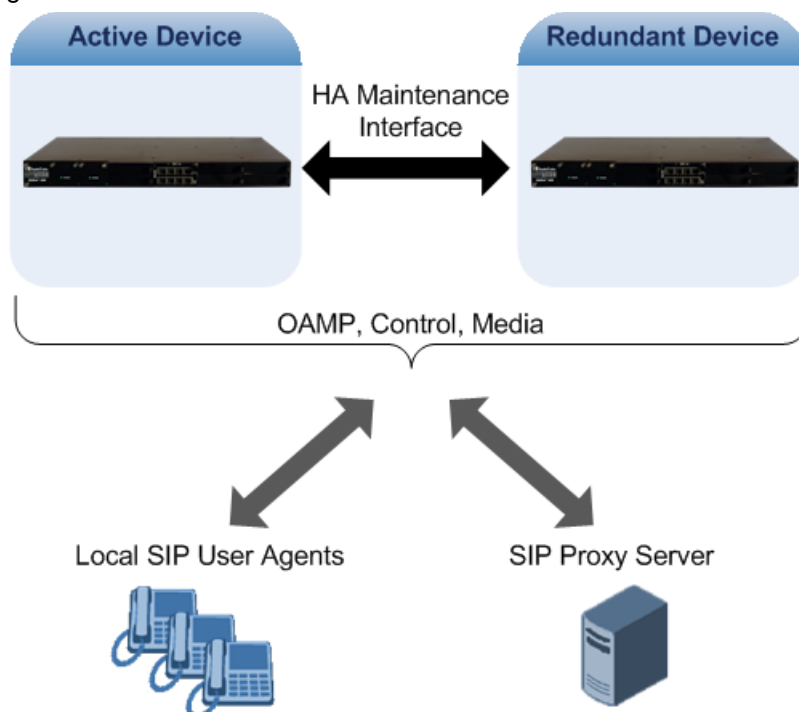 Active Device
Redundant Device
HA Maintenance
Interface
OAMP, Control, Media
Local SIP User Agents
SIP Proxy Server